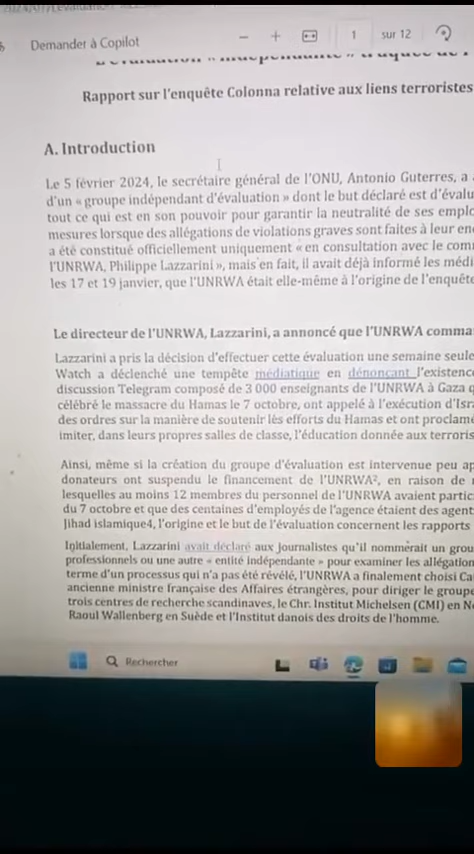 Demander à Copilot
1
sur 12
Rapport sur l'enquête Colonna relative aux liens terroristes
A. Introduction
Le 5 février 2024, le secrétaire général de l'ONU, Antonio Guterres, a
d'un « groupe indépendant d'évaluation » dont le but déclaré est d'évalu
tout ce qui est en son pouvoir pour garantir la neutralité de ses empl
mesures lorsque des allégations de violations graves sont faites à leur en
a été constitué officiellement uniquement « en consultation avec le com
l'UNRWA, Philippe Lazzarini », mais en fait, il avait déjà informé les médi
les 17 et 19 janvier, que l'UNRWA était elle-même à l'origine de l'enquête
Le directeur de l'UNRWA, Lazzarini, a annoncé que l'UNRWA comma
Lazzarini a pris la décision d'effectuer cette évaluation une semaine seule
Watch a déclenché une tempête médiatique en dénonçant l'existenc
discussion Telegram composé de 3 000 enseignants de l'UNRWA à Gaza q
célébré le massacre du Hamas le 7 octobre, ont appelé à l'exécution d'Isr
des ordres sur la manière de soutenir les efforts du Hamas et ont proclamé
imiter, dans leurs propres salles de classe, l'éducation donnée aux terroris
Ainsi, même si la création du groupe d'évaluation est intervenue peu ap
donateurs ont suspendu le financement de l'UNRWA², en raison de
lesquelles au moins 12 membres du personnel de l'UNRWA avaient partici
du 7 octobre et que des centaines d'employés de l'agence étaient des agent
Jihad islamique4, l'origine et le but de l'évaluation concernent les rapports
Initialement, Lazzarini avait déclaré aux journalistes qu'il nommerait un grou
professionnels ou une autre « entité indépendante » pour examiner les allégation
terme d'un processus qui n'a pas été révélé, l'UNRWA a finalement choisi Ca
ancienne ministre française des Affaires étrangères, pour diriger le groupe
trois centres de recherche scandinaves, le Chr. Institut Michelsen (CMI) en No
Raoul Wallenberg en Suède et l'Institut danois des droits de l'homme.
Rechercher